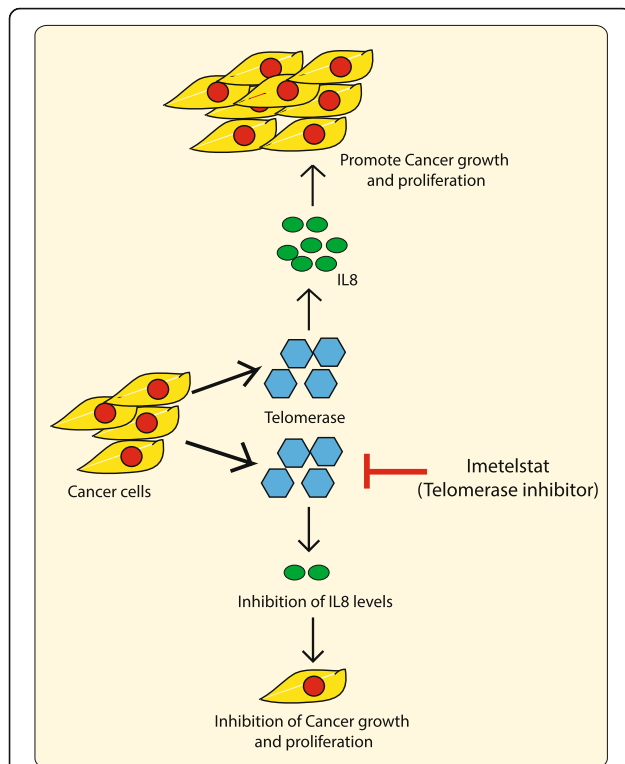 Promote Cancer growth
and proliferation
IL8
Telomerase
Cancer cells
Imetelstat
(Telomerase inhibitor)
Inhibition of IL8 levels
Inhibition of Cancer growth
and proliferation